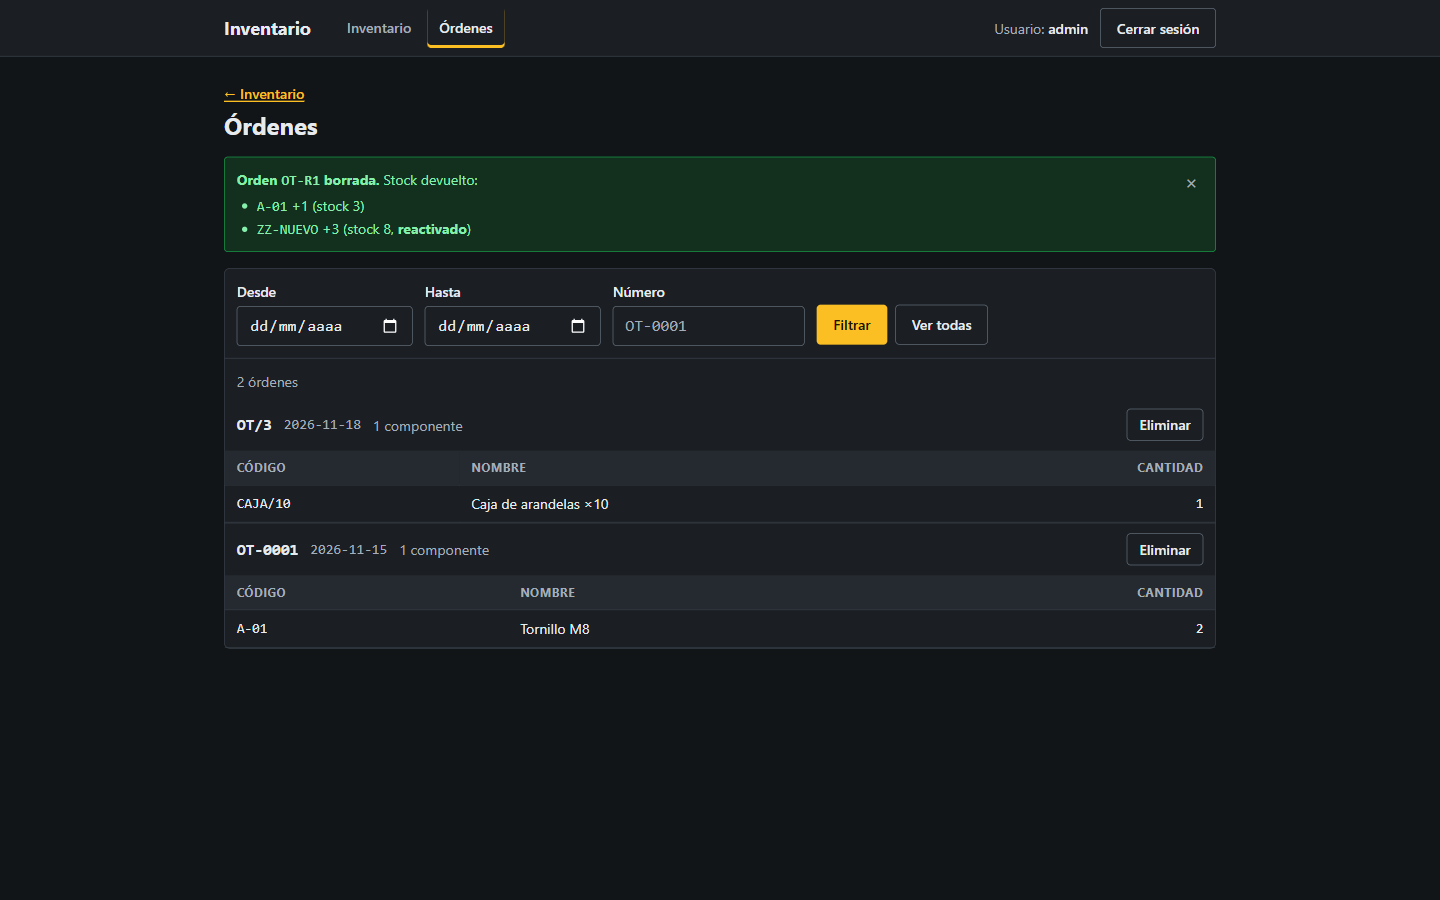 Inventario Inventario Órdenes Usuario: admin Cerrar sesión
← Inventario
Órdenes
Orden OT-R1 borrada. Stock devuelto: ×
• A-01 +1 (stock 3)
• ZZ-NUEVO +3 (stock 8, reactivado)
Desde Hasta Número
dd/mm/aaaa dd/mm/aaaa OT-0001 Filtrar Ver todas
2 órdenes
OT/3 2026-11-18 1 componente Eliminar
CÓDIGO NOMBRE CANTIDAD
CAJA/10 Caja de arandelas ×10 1
OT-0001 2026-11-15 1 componente Eliminar
CÓDIGO NOMBRE CANTIDAD
A-01 Tornillo M8 2